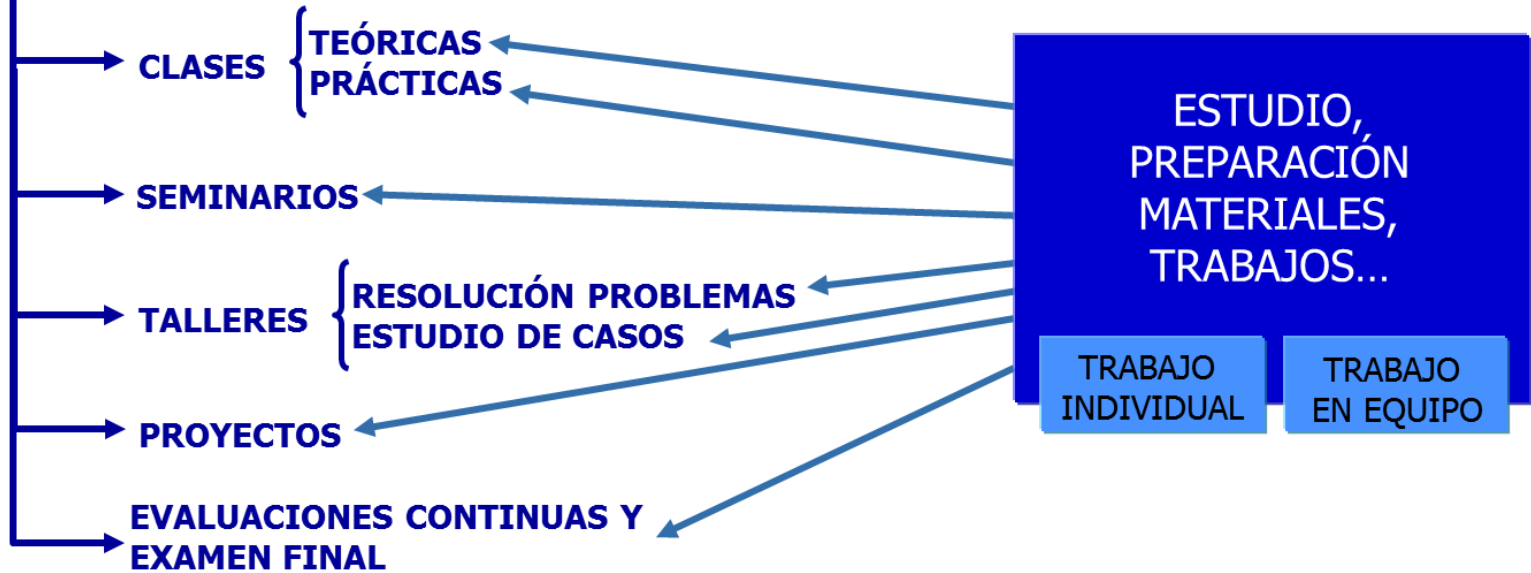 CLASES
TEÓRICAS
PRÁCTICAS
SEMINARIOS
TALLERES
RESOLUCIÓN PROBLEMAS
ESTUDIO DE CASOS
PROYECTOS
EVALUACIONES CONTINUAS Y
EXAMEN FINAL
ESTUDIO,
PREPARACIÓN
MATERIALES,
TRABAJOS...
TRABAJO
INDIVIDUAL
TRABAJO
EN EQUIPO